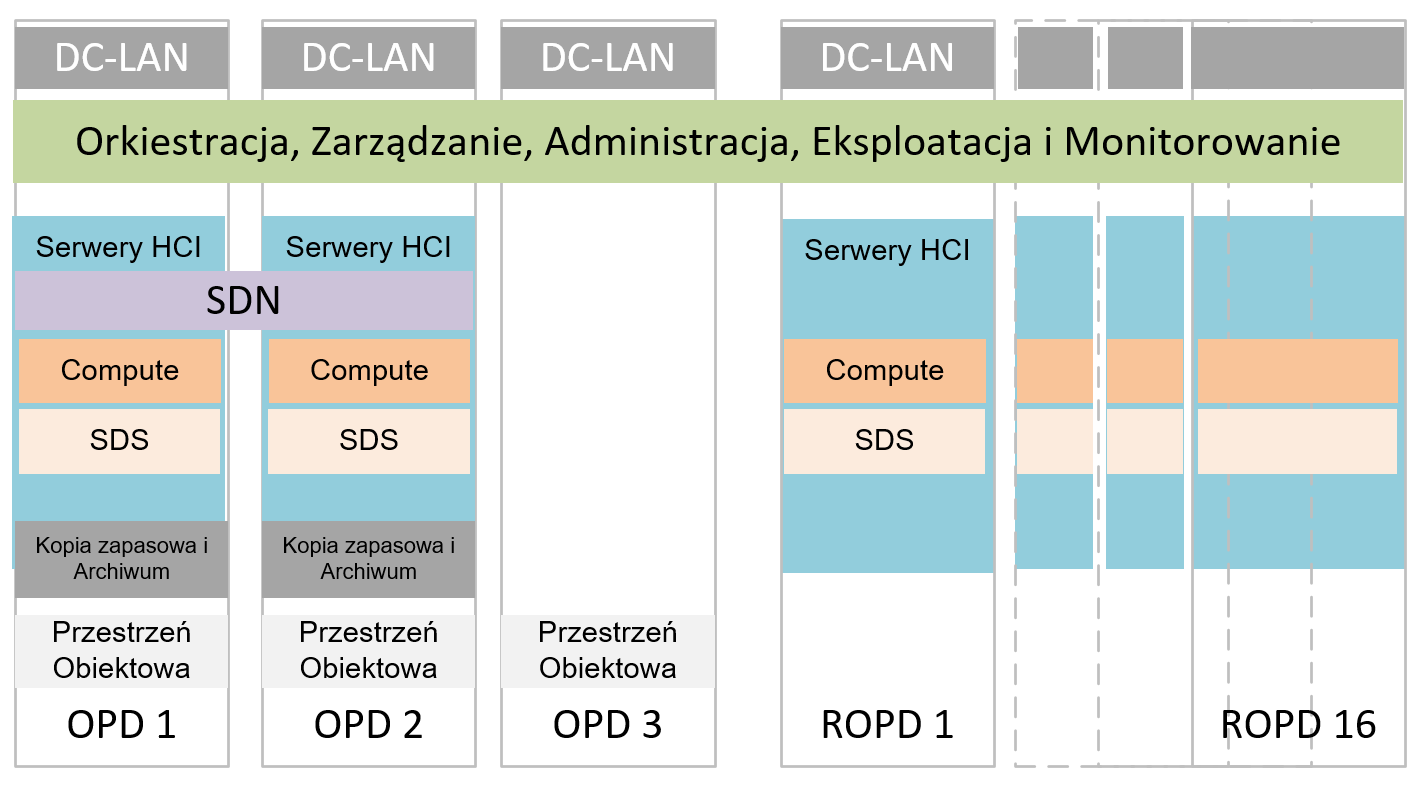 DC-LAN DC-LAN DC-LAN DC-LAN
Orkiestracja, Zarządzanie, Administracja, Eksploatacja i Monitorowanie
Serwery HCI Serwery HCI Serwery HCI
SDN
Compute Compute Compute
SDS SDS SDS
Kopia zapasowa i
Archiwum
Kopia zapasowa i
Archiwum
Przestrzeń
Obiektowa
Przestrzeń
Obiektowa
Przestrzeń
Obiektowa
OPD 1 OPD 2 OPD 3 ROPD 1 ROPD 16